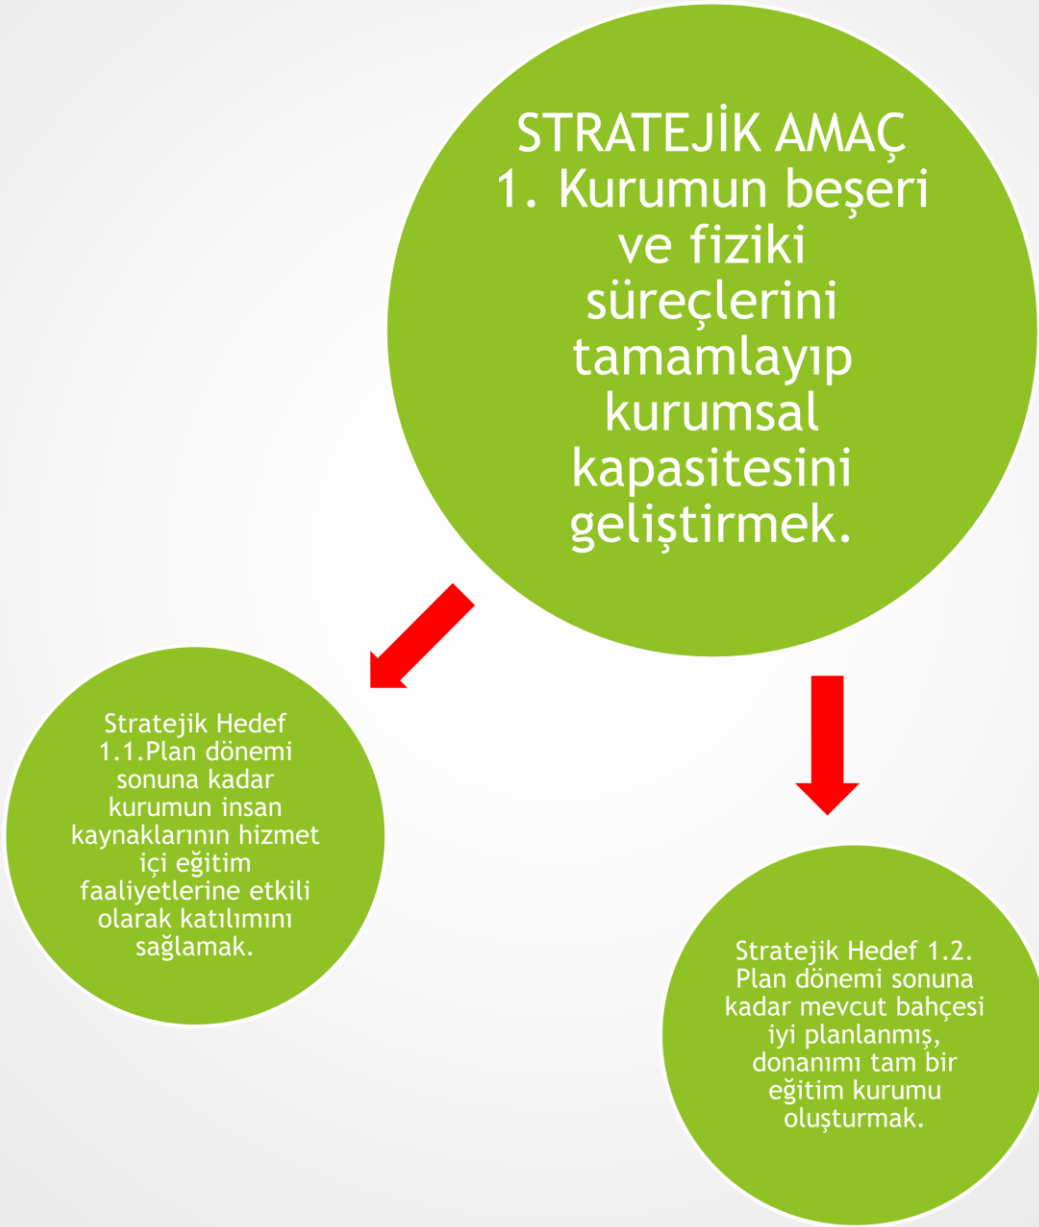 STRATEJİK AMAÇ
1. Kurumun beşeri
ve fiziki
süreçlerini
tamamlayıp
kurumsal
kapasitesini
geliştirmek.
Stratejik Hedef
1.1.Plan dönemi
sonuna kadar
kurumun insan
kaynaklarının hizmet
içi eğitim
faaliyetlerine etkili
olarak katılımını
sağlamak.
Stratejik Hedef 1.2.
Plan dönemi sonuna
kadar mevcut bahçesi
iyi planlanmış,
donanımı tam bir
eğitim kurumu
oluşturmak.